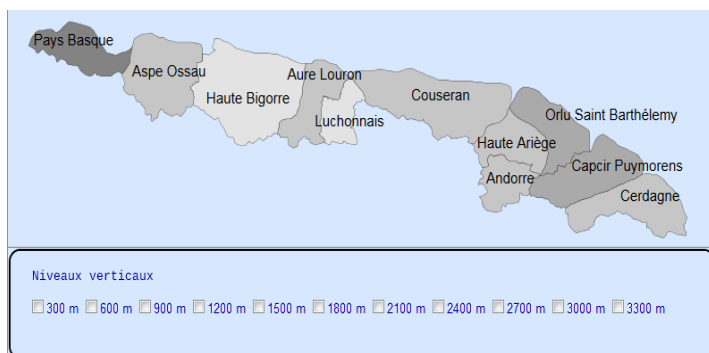 Pays Basque
Aspe Ossau
Haute Bigorre
Aure Louron
Luchonnais
Couseran
Orlu Saint Barthélemy
Haute Ariège
Capcir Puymorens
Andorre
Cerdagne
Niveaux verticaux
300 m 600 m 900 m 1200 m 1500 m 1800 m 2100 m 2400 m 2700 m 3000 m 3300 m